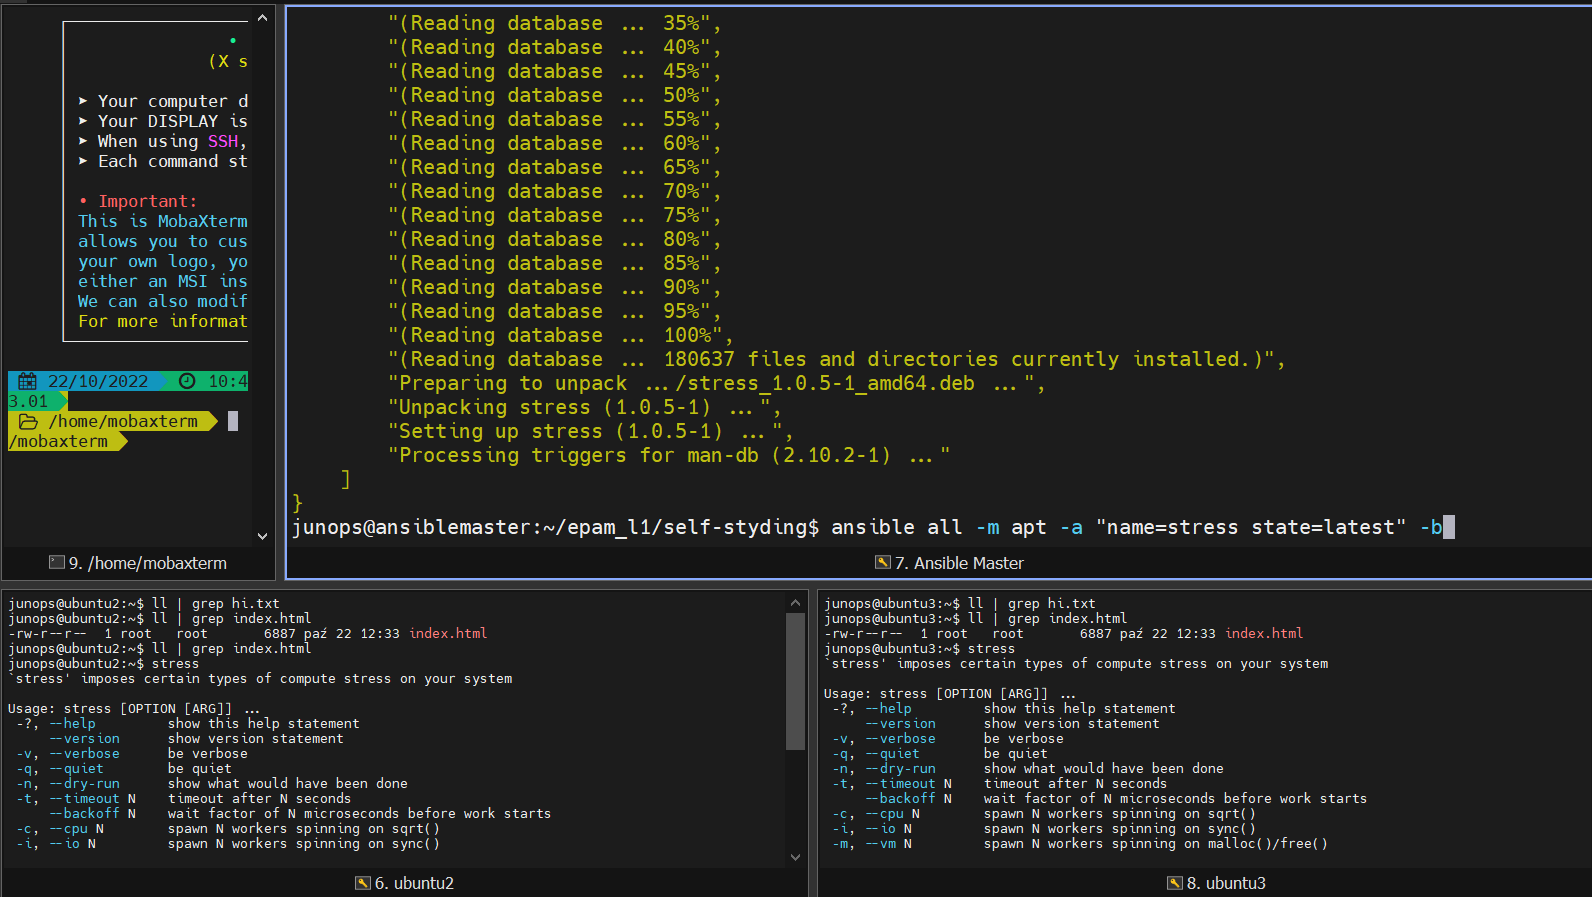 (X s
➤ Your computer d
➤ Your DISPLAY is
➤ When using SSH,
➤ Each command st
• Important:
This is MobaXterm
allows you to cus
your own logo, yo
either an MSI ins
We can also modif
For more informat
22/10/2022 10:4
3.01
/home/mobaxterm
/mobaxterm
9. /home/mobaxterm
"(Reading database ... 35%",
"(Reading database ... 40%",
"(Reading database ... 45%",
"(Reading database ... 50%",
"(Reading database ... 55%",
"(Reading database ... 60%",
"(Reading database ... 65%",
"(Reading database ... 70%",
"(Reading database ... 75%",
"(Reading database ... 80%",
"(Reading database ... 85%",
"(Reading database ... 90%",
"(Reading database ... 95%",
"(Reading database ... 100%",
"(Reading database ... 180637 files and directories currently installed.)",
"Preparing to unpack .../stress_1.0.5-1_amd64.deb ...",
"Unpacking stress (1.0.5-1) ...",
"Setting up stress (1.0.5-1) ...",
"Processing triggers for man-db (2.10.2-1) ..."
]
}
junops@ansiblemaster:~/epam_l1/self-styding$ ansible all -m apt -a "name=stress state=latest" -b
7. Ansible Master
junops@ubuntu2:~$ ll | grep hi.txt
junops@ubuntu2:~$ ll | grep index.html
-rw-r--r-- 1 root root 6887 paź 22 12:33 index.html
junops@ubuntu2:~$ ll | grep index.html
junops@ubuntu2:~$ stress
`stress' imposes certain types of compute stress on your system
Usage: stress [OPTION [ARG]] ...
-?, --help show this help statement
--version show version statement
-v, --verbose be verbose
-q, --quiet be quiet
-n, --dry-run show what would have been done
-t, --timeout N timeout after N seconds
--backoff N wait factor of N microseconds before work starts
-c, --cpu N spawn N workers spinning on sqrt()
-i, --io N spawn N workers spinning on sync()
6. ubuntu2
junops@ubuntu3:~$ ll | grep hi.txt
junops@ubuntu3:~$ ll | grep index.html
-rw-r--r-- 1 root root 6887 paź 22 12:33 index.html
junops@ubuntu3:~$ stress
`stress' imposes certain types of compute stress on your system
Usage: stress [OPTION [ARG]] ...
-?, --help show this help statement
--version show version statement
-v, --verbose be verbose
-q, --quiet be quiet
-n, --dry-run show what would have been done
-t, --timeout N timeout after N seconds
--backoff N wait factor of N microseconds before work starts
-c, --cpu N spawn N workers spinning on sqrt()
-i, --io N spawn N workers spinning on sync()
-m, --vm N spawn N workers spinning on malloc()/free()
8. ubuntu3